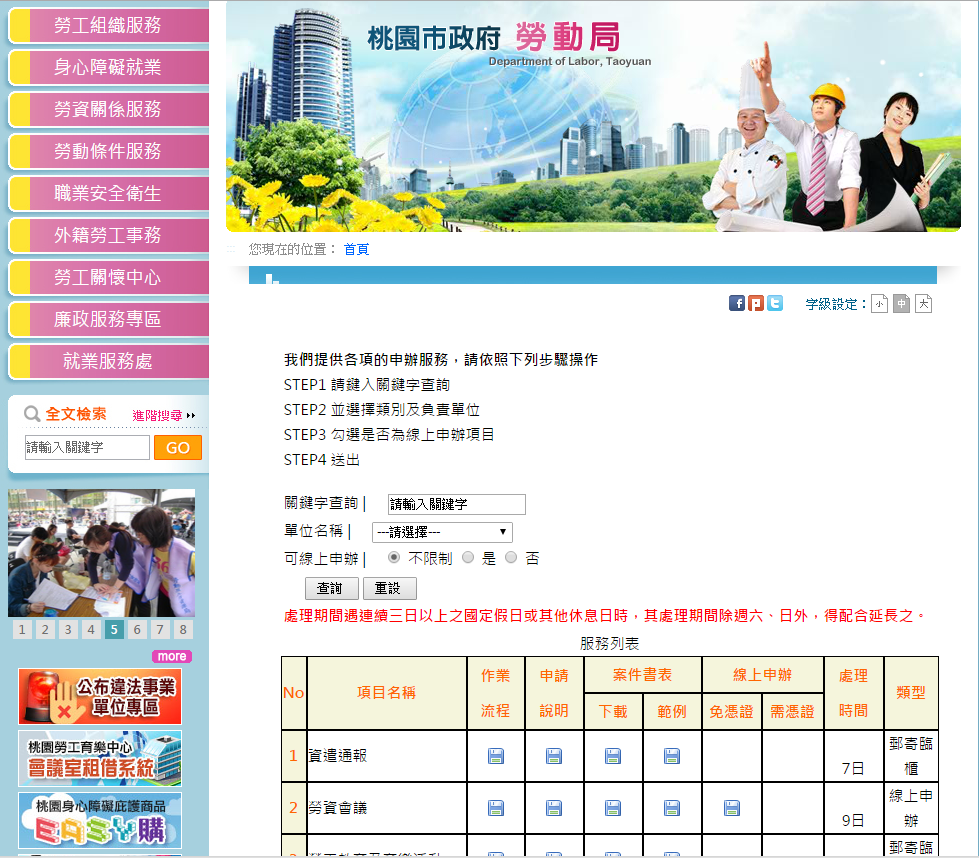 勞工組織服務
身心障礙就業
勞資關係服務
勞動條件服務
職業安全衛生
外籍勞工事務
勞工關懷中心
廉政服務專區
就業服務處
全文檢索 進階搜尋
請輸入關鍵字 GO
1 2 3 4 5 6 7 8
more
公布違法事業
單位專區
桃園勞工育樂中心
會議室租借系統
桃園身心障礙庇護商品
EASY購
桃園市政府 勞動局
Department of Labor, Taoyuan
您現在的位置： 首頁
字級設定： 小 中 大
我們提供各項的申辦服務，請依照下列步驟操作
STEP1 請鍵入關鍵字查詢
STEP2 並選擇類別及負責單位
STEP3 勾選是否為線上申辦項目
STEP4 送出
關鍵字查詢 | 請輸入關鍵字
單位名稱 | ---請選擇---
可線上申辦 | 不限制 是 否
查詢 重設
處理期間遇連續三日以上之國定假日或其他休息日時，其處理期間除週六、日外，得配合延長之。
服務列表
No 項目名稱 作業流程 申請說明 案件書表 線上申辦 處理時間 類型
下載 範例 免憑證 需憑證
1 資遣通報 7日 郵寄臨櫃
2 勞資會議 9日 線上申辦
郵寄臨